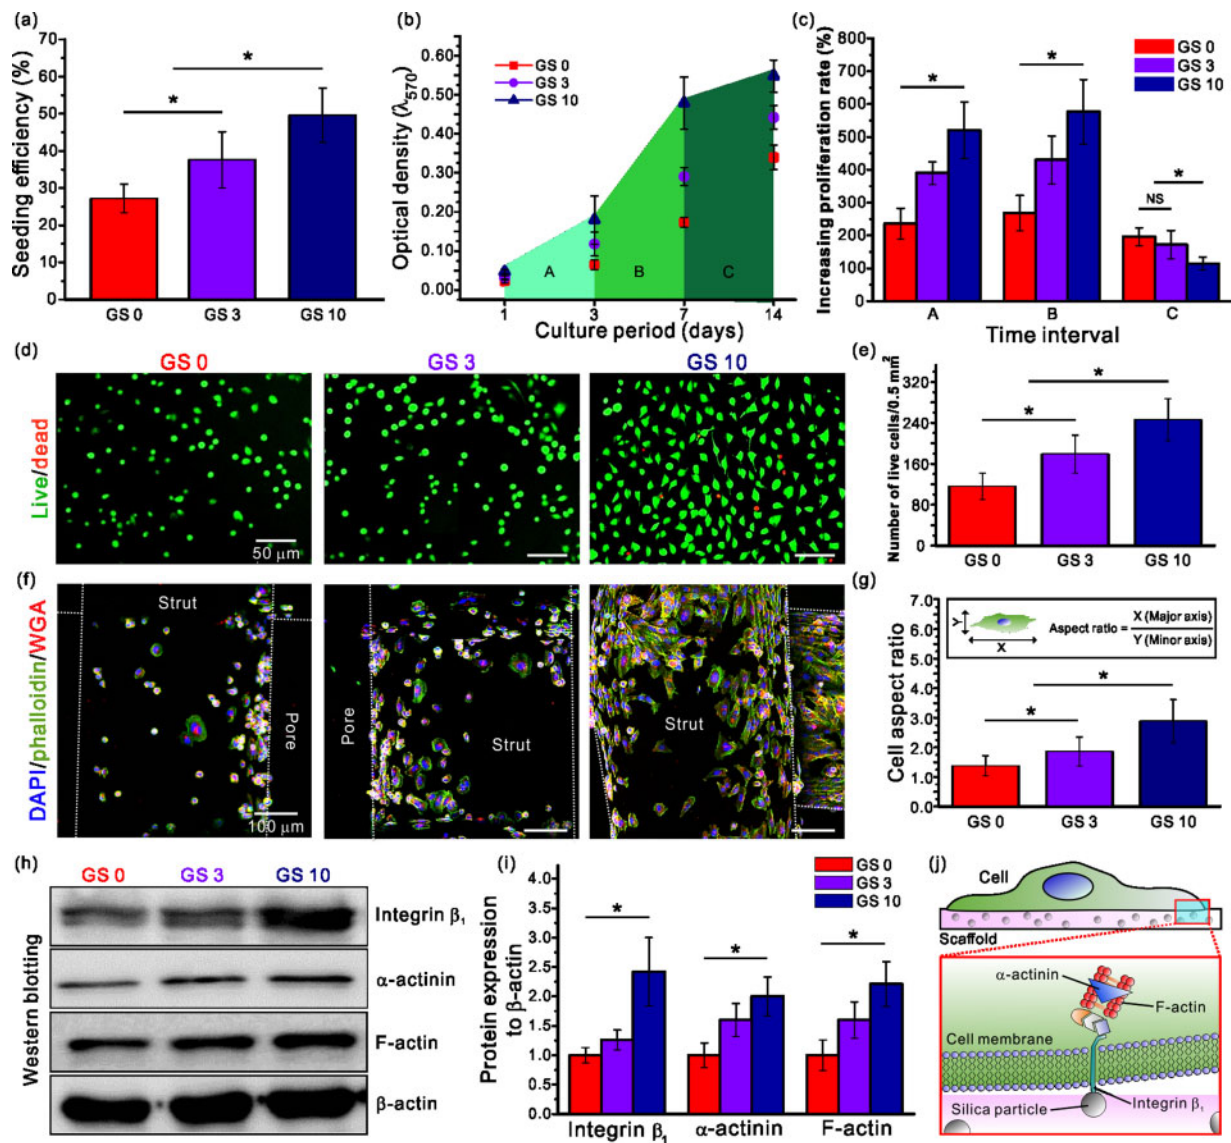 (a)
Seeding efficiency (%)
70
60
50
40
30
20
10
0
*
*
GS 0 GS 3 GS 10
(b)
Optical density (λ570)
0.60
0.50
0.40
0.30
0.20
0.10
0.00
GS 0
GS 3
GS 10
A B C
1 3 7 14
Culture period (days)
(c)
Increasing proliferation rate (%)
800
700
600
500
400
300
200
100
0
GS 0
GS 3
GS 10
*
*
*
NS
A B C
Time interval
(d)
GS 0 GS 3 GS 10
Live/dead
50 μm
(e)
Number of live cells/0.5 mm²
320
240
160
80
0
*
*
GS 0 GS 3 GS 10
(f)
DAPI/phalloidin/WGA
Strut
Pore
100 μm
Pore
Strut
Strut
(g)
Cell aspect ratio
7.0
6.0
5.0
4.0
3.0
2.0
1.0
0.0
Y
X
Aspect ratio = X (Major axis)
Y (Minor axis)
*
*
GS 0 GS 3 GS 10
(h)
GS 0 GS 3 GS 10
Western blotting
Integrin β1
α-actinin
F-actin
β-actin
(i)
Protein expression
to β-actin
4.0
3.5
3.0
2.5
2.0
1.5
1.0
0.5
0.0
GS 0
GS 3
GS 10
*
*
*
Integrin β1 α-actinin F-actin
(j)
Cell
Scaffold
α-actinin
F-actin
Cell membrane
Silica particle
Integrin β1